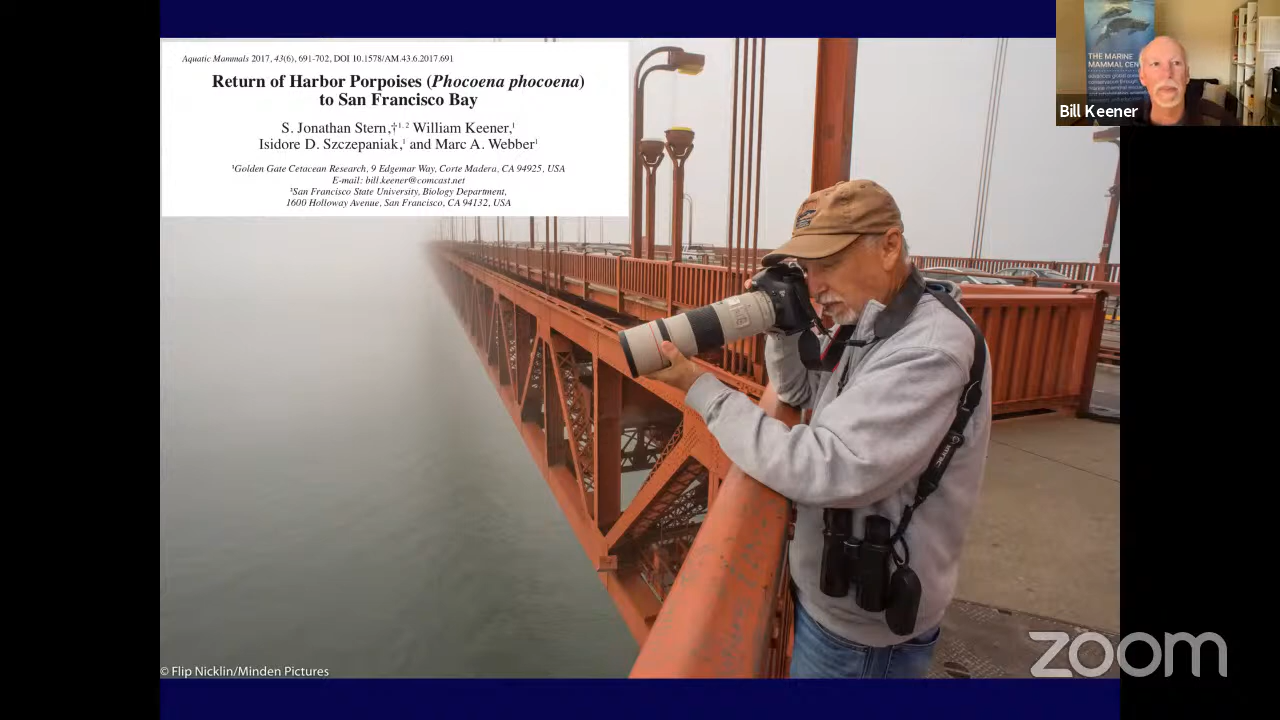 Aquatic Mammals 2017, 43(6), 691-702, DOI 10.1578/AM.43.6.2017.691
Return of Harbor Porpoises (Phocoena phocoena)
to San Francisco Bay
S. Jonathan Stern,†1, 2 William Keener,1
Isidore D. Szczepaniak,1 and Marc A. Webber1
1Golden Gate Cetacean Research, 9 Edgemar Way, Corte Madera, CA 94925, USA
E-mail: bill.keener@comcast.net
2San Francisco State University, Biology Department,
1600 Holloway Avenue, San Francisco, CA 94132, USA
THE MARINE
MAMMAL CEN
Bill Keener
© Flip Nicklin/Minden Pictures
zoom